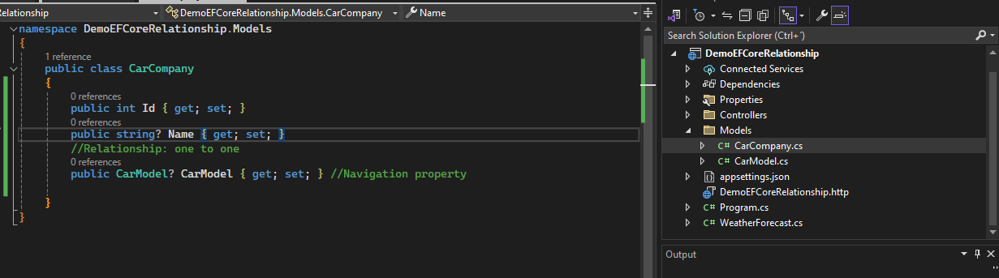 Relationship
DemoEFCoreRelationship.Models.CarCompany
Name
namespace DemoEFCoreRelationship.Models
{
1 reference
public class CarCompany
{
0 references
public int Id { get; set; }
0 references
public string? Name { get; set; }
//Relationship: one to one
0 references
public CarModel? CarModel { get; set; } //Navigation property
}
}
Search Solution Explorer (Ctrl+´)
DemoEFCoreRelationship
Connected Services
Dependencies
Properties
Controllers
Models
C# CarCompany.cs
C# CarModel.cs
appsettings.json
DemoEFCoreRelationship.http
C# Program.cs
C# WeatherForecast.cs
Output